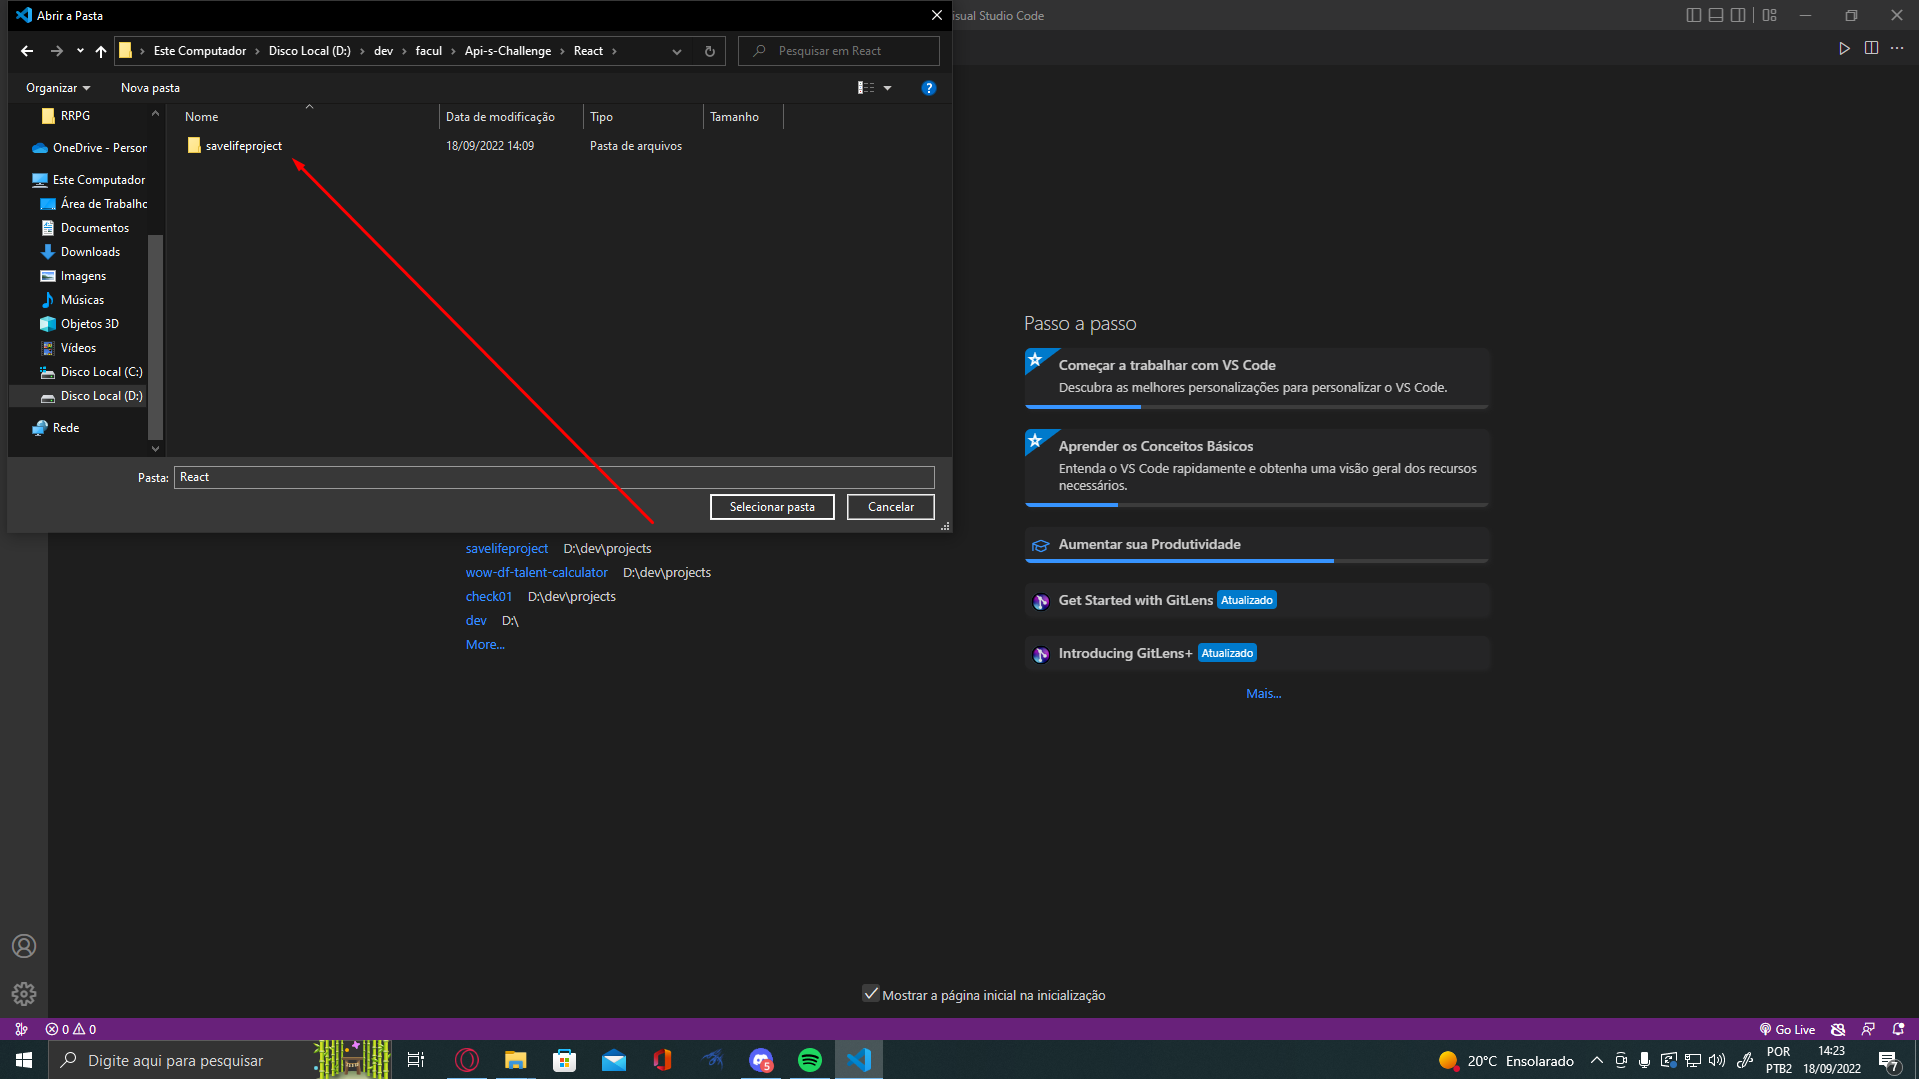 Abrir a Pasta
isual Studio Code
Este Computador > Disco Local (D:) > dev > facul > Api-s-Challenge > React >
Pesquisar em React
Organizar
Nova pasta
Nome
Data de modificação
Tipo
Tamanho
savelifeproject
18/09/2022 14:09
Pasta de arquivos
RRPG
OneDrive - Person
Este Computador
Área de Trabalho
Documentos
Downloads
Imagens
Músicas
Objetos 3D
Vídeos
Disco Local (C:)
Disco Local (D:)
Rede
Pasta:
React
Selecionar pasta
Cancelar
savelifeproject D:\dev\projects
wow-df-talent-calculator D:\dev\projects
check01 D:\dev\projects
dev D:\
More...
Passo a passo
Começar a trabalhar com VS Code
Descubra as melhores personalizações para personalizar o VS Code.
Aprender os Conceitos Básicos
Entenda o VS Code rapidamente e obtenha uma visão geral dos recursos
necessários.
Aumentar sua Produtividade
Get Started with GitLens Atualizado
Introducing GitLens+ Atualizado
Mais...
Mostrar a página inicial na inicialização
0 0
Go Live
Digite aqui para pesquisar
5
20°C Ensolarado
POR
PTB2
14:23
18/09/2022
7